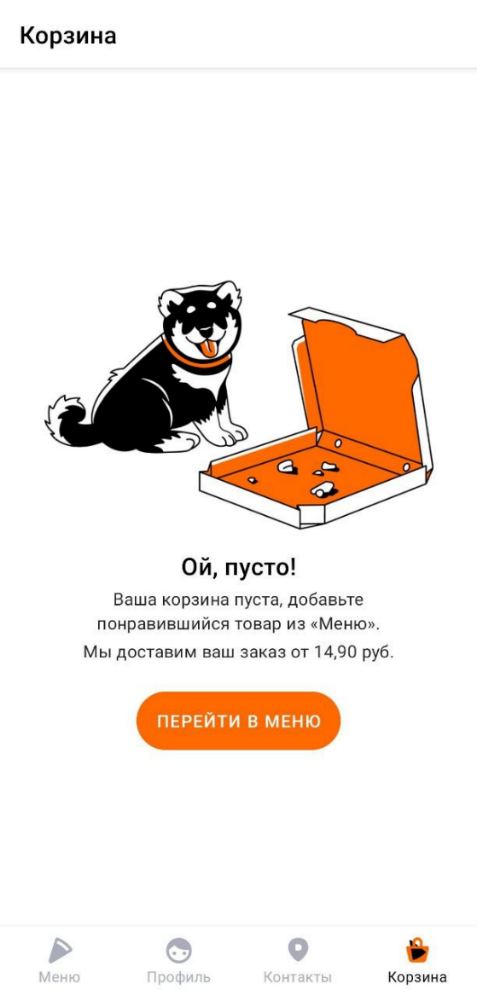 Корзина
Ой, пусто!
Ваша корзина пуста, добавьте
понравившийся товар из «Меню».
Мы доставим ваш заказ от 14,90 руб.
ПЕРЕЙТИ В МЕНЮ
Меню
Профиль
Контакты
Корзина